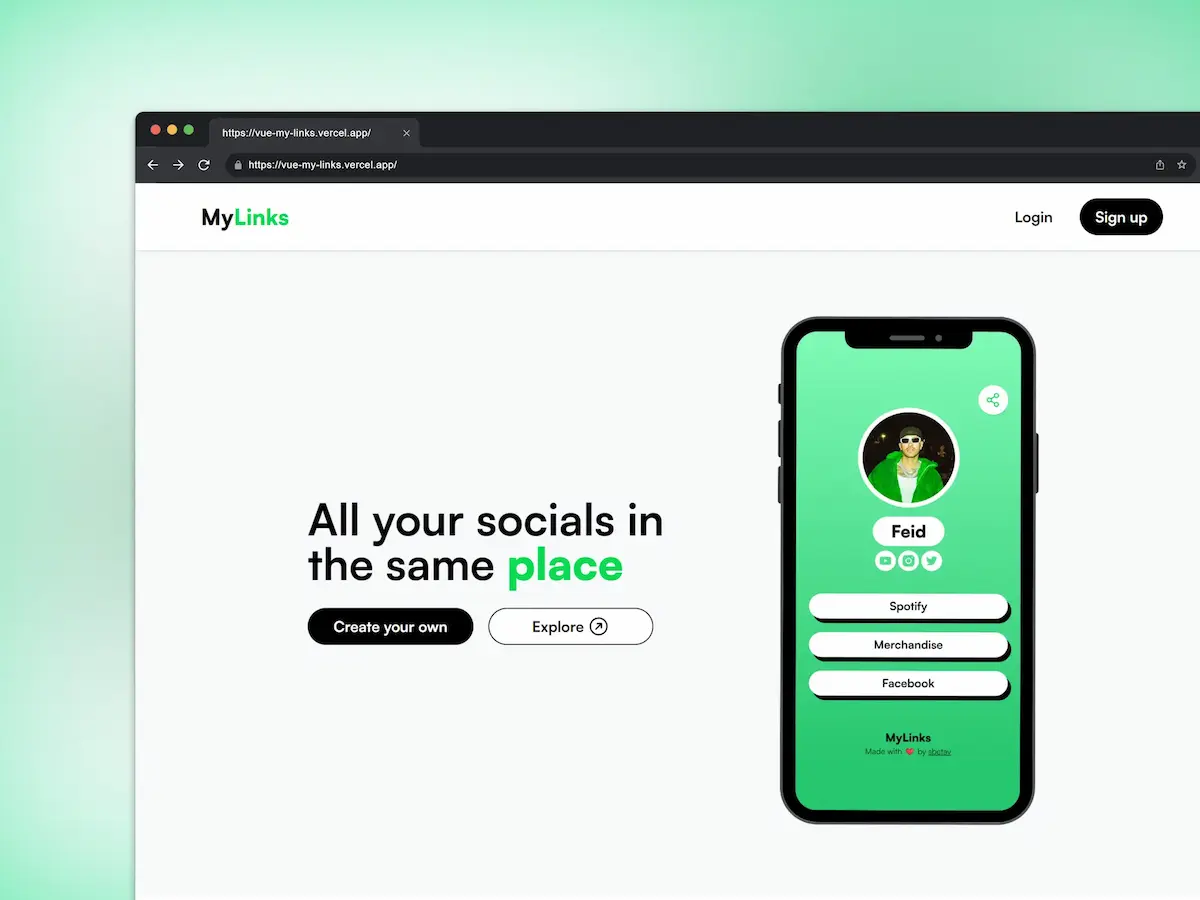 https://vue-my-links.vercel.app/
https://vue-my-links.vercel.app/
MyLinks
Login
Sign up
All your socials in
the same place
Create your own
Explore
Feid
Spotify
Merchandise
Facebook
MyLinks
Made with ❤️ by